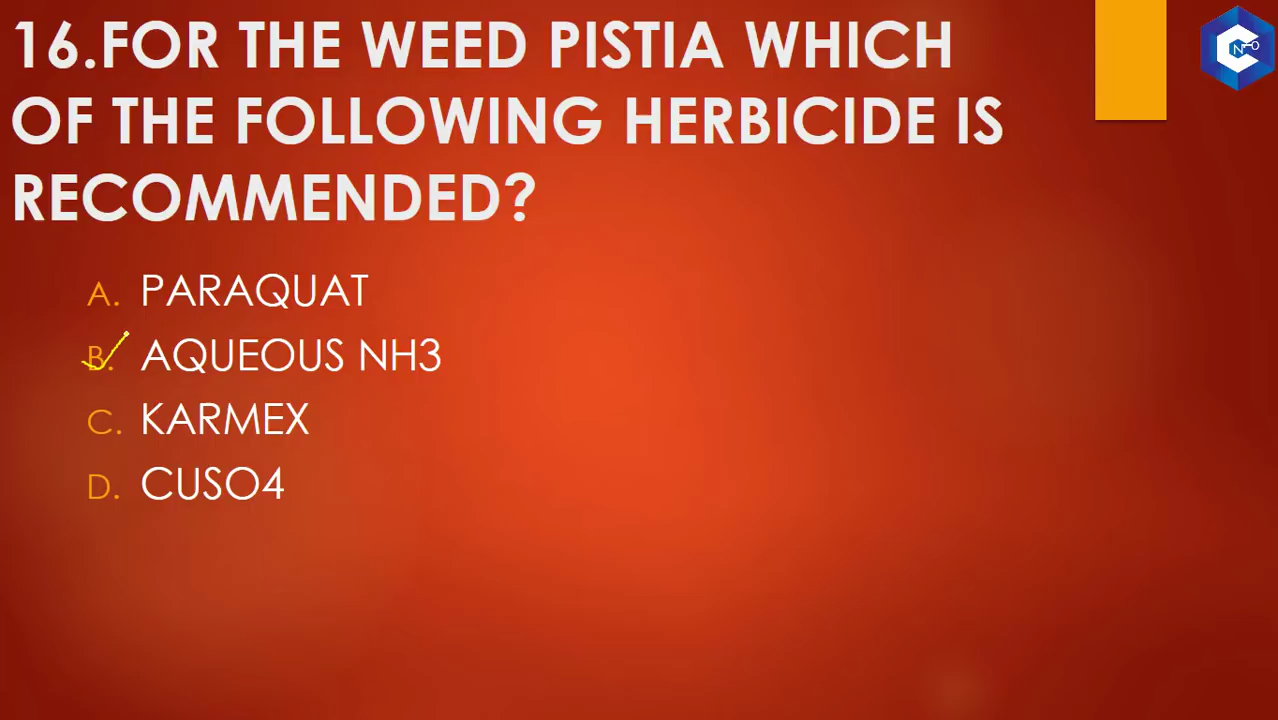 16.FOR THE WEED PISTIA WHICH
OF THE FOLLOWING HERBICIDE IS
RECOMMENDED?
A. PARAQUAT
B. AQUEOUS NH3
C. KARMEX
D. CUSO4